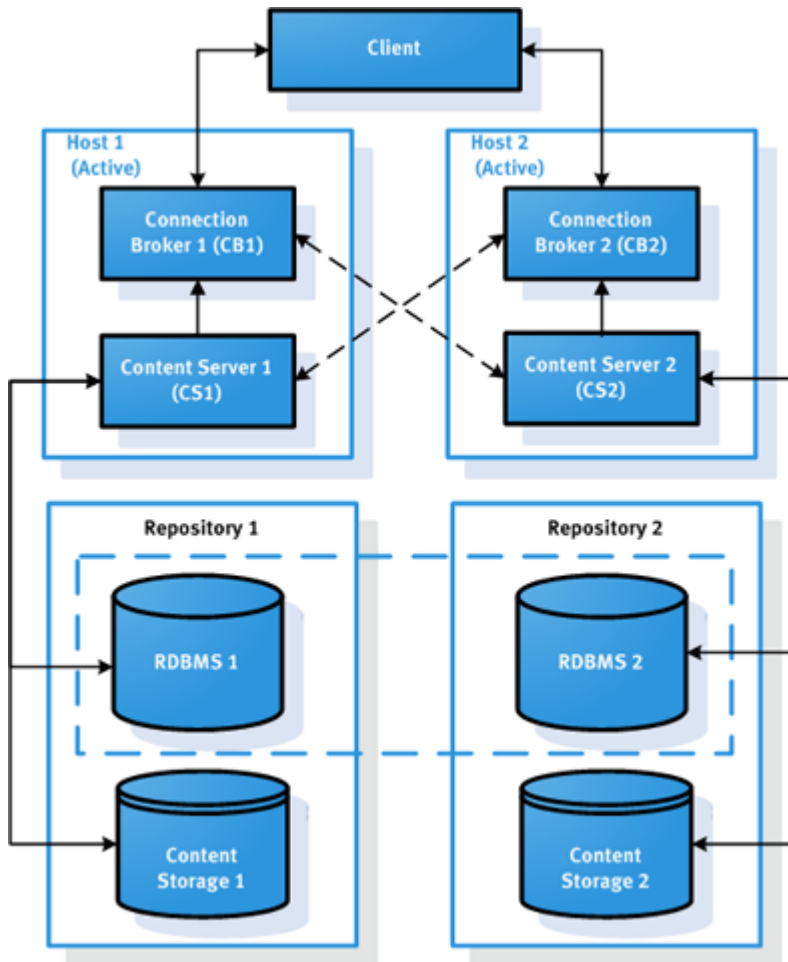 Client
Host 1
(Active)
Host 2
(Active)
Connection
Broker 1 (CB1)
Connection
Broker 2 (CB2)
Content Server 1
(CS1)
Content Server 2
(CS2)
Repository 1
Repository 2
RDBMS 1
RDBMS 2
Content
Storage 1
Content
Storage 2